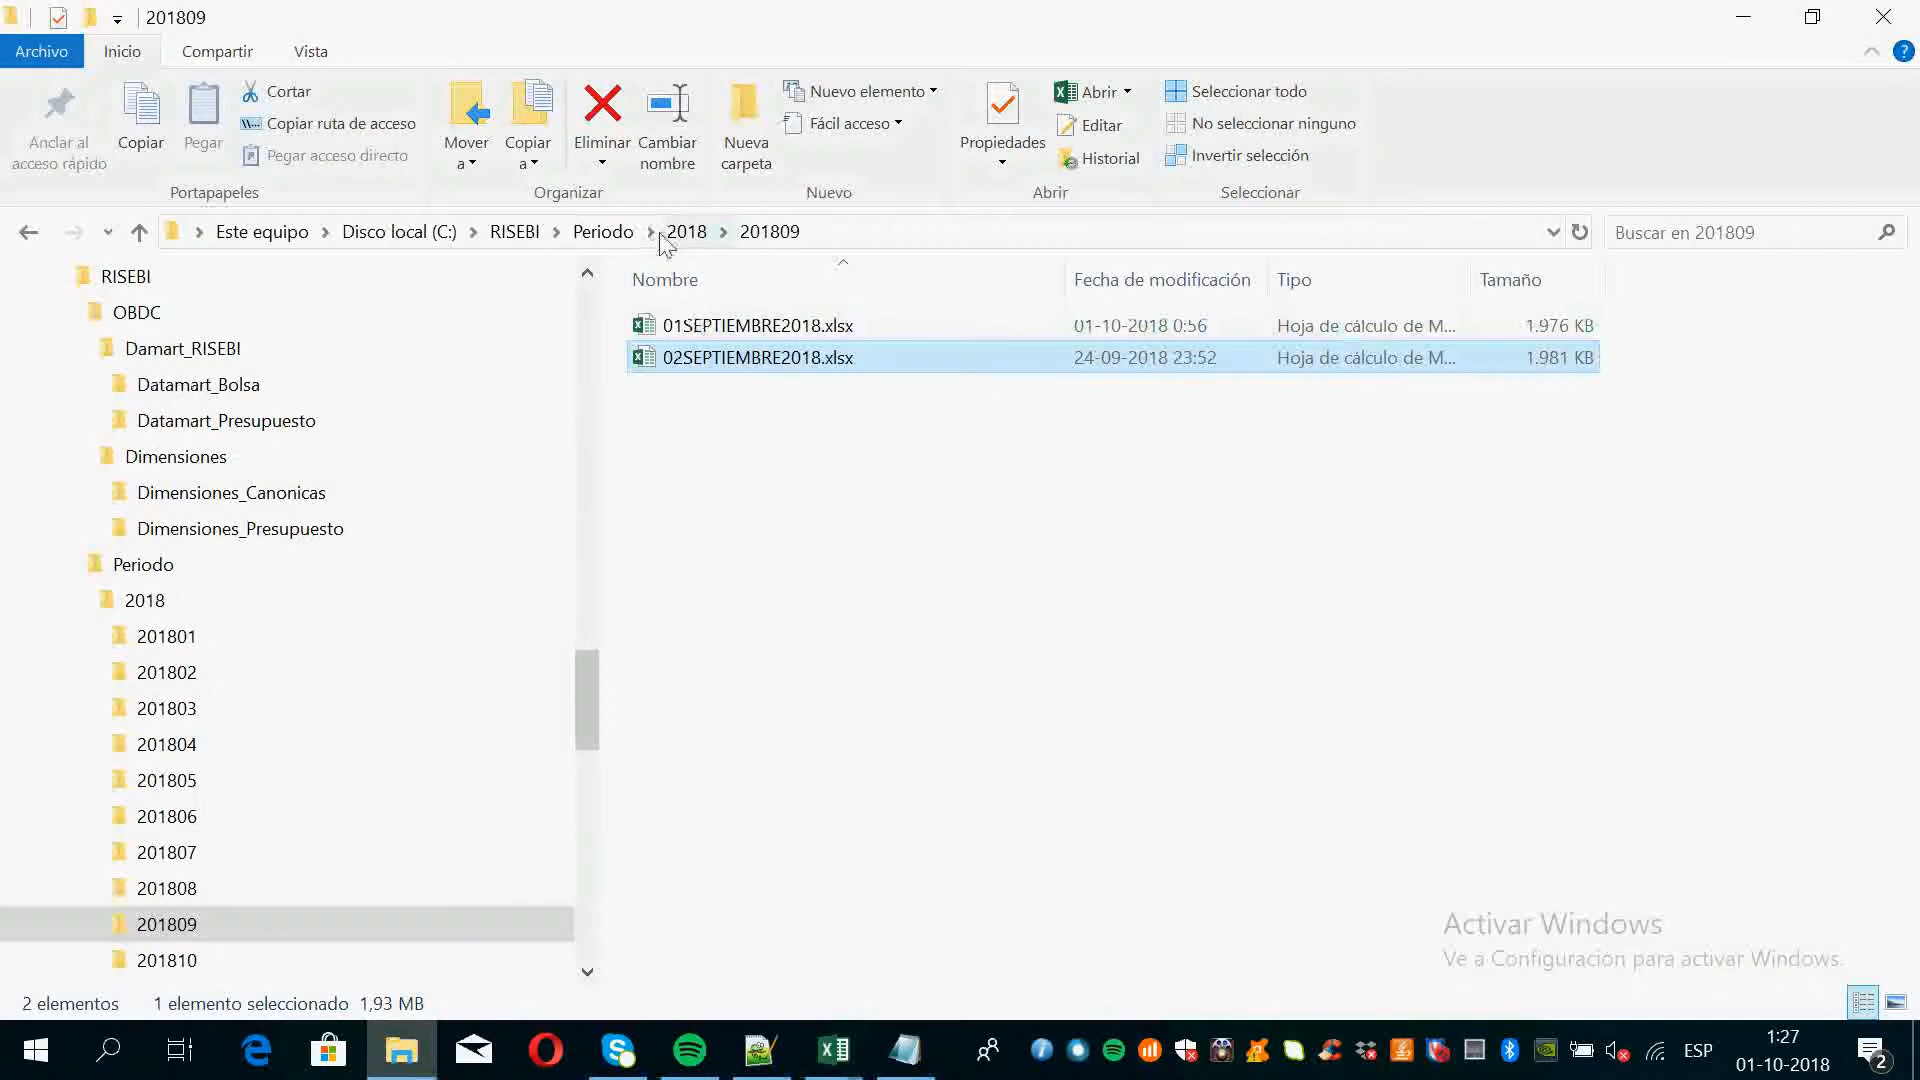 201809
Archivo Inicio Compartir Vista
Anclar al acceso rápido
Copiar
Pegar
Cortar
Copiar ruta de acceso
Pegar acceso directo
Portapapeles
Mover a
Copiar a
Eliminar
Cambiar nombre
Organizar
Nueva carpeta
Nuevo elemento
Fácil acceso
Nuevo
Propiedades
Abrir
Editar
Historial
Abrir
Seleccionar todo
No seleccionar ninguno
Invertir selección
Seleccionar
Este equipo > Disco local (C:) > RISEBI > Periodo > 2018 > 201809
Buscar en 201809
RISEBI
OBDC
Damart_RISEBI
Datamart_Bolsa
Datamart_Presupuesto
Dimensiones
Dimensiones_Canonicas
Dimensiones_Presupuesto
Periodo
2018
201801
201802
201803
201804
201805
201806
201807
201808
201809
201810
Nombre Fecha de modificación Tipo Tamaño
01SEPTIEMBRE2018.xlsx 01-10-2018 0:56 Hoja de cálculo de M... 1.976 KB
02SEPTIEMBRE2018.xlsx 24-09-2018 23:52 Hoja de cálculo de M... 1.981 KB
Activar Windows
Ve a Configuración para activar Windows.
2 elementos 1 elemento seleccionado 1,93 MB
ESP
1:27
01-10-2018
2